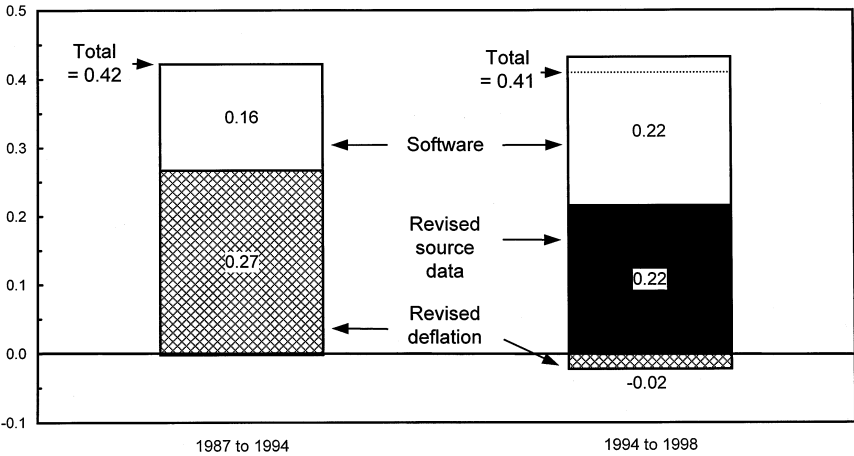 0.5
0.4
0.3
0.2
0.1
0.0
-0.1
Total
= 0.42
0.16
0.27
Software
Revised
source
data
Revised
deflation
Total
= 0.41
0.22
0.22
-0.02
1987 to 1994
1994 to 1998